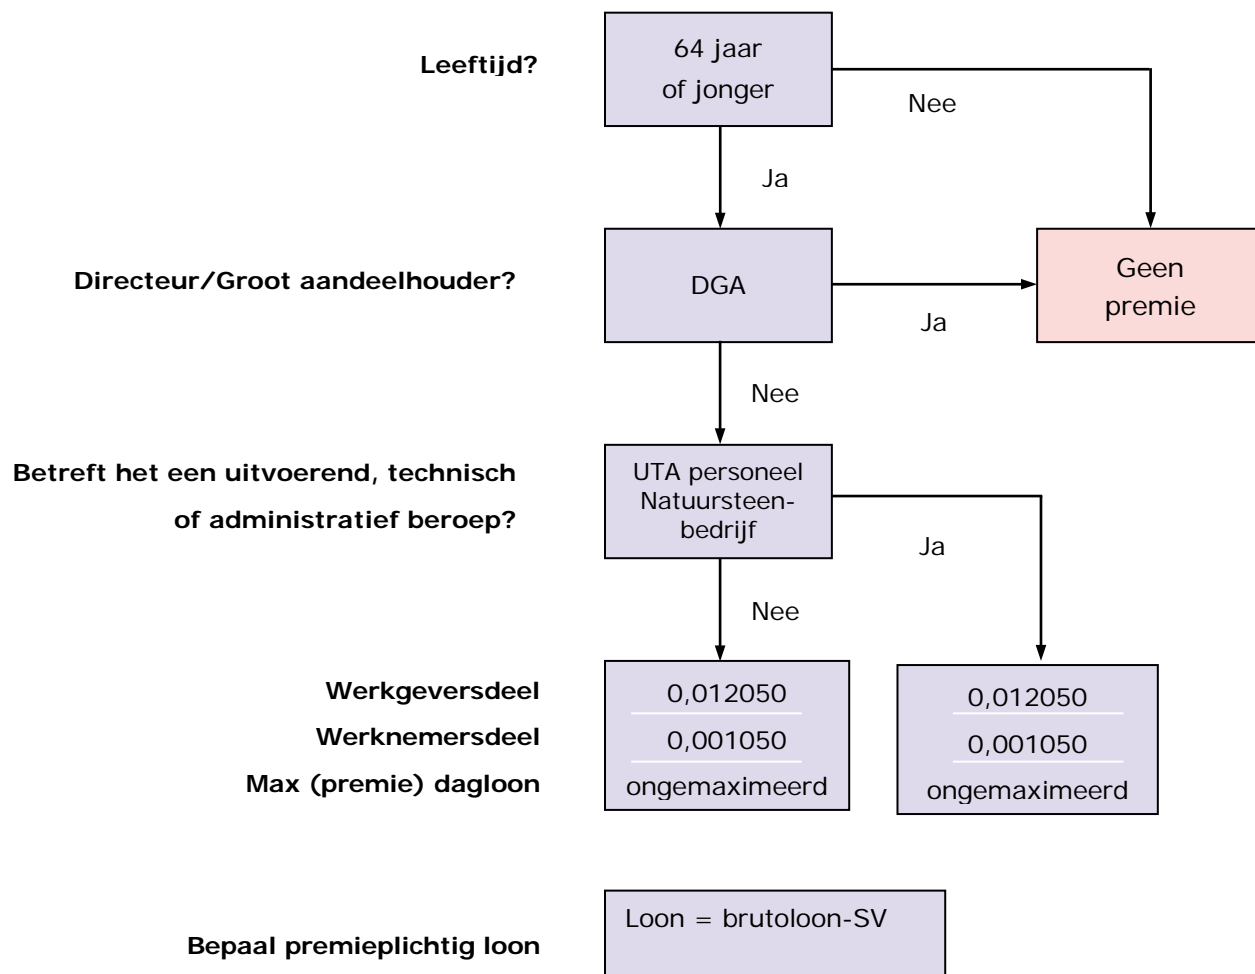 Leeftijd?
64 jaar
of jonger
Nee
Ja
Directeur/Groot aandeelhouder?
DGA
Ja
Geen
premie
Nee
Betreft het een uitvoerend, technisch
of administratief beroep?
UTA personeel
Natuursteen-
bedrijf
Ja
Nee
Werkgeversdeel
0,012050
0,012050
Werknemersdeel
0,001050
0,001050
Max (premie) dagloon
ongemaximeerd
ongemaximeerd
Loon = brutoloon-SV
Bepaal premieplichtig loon